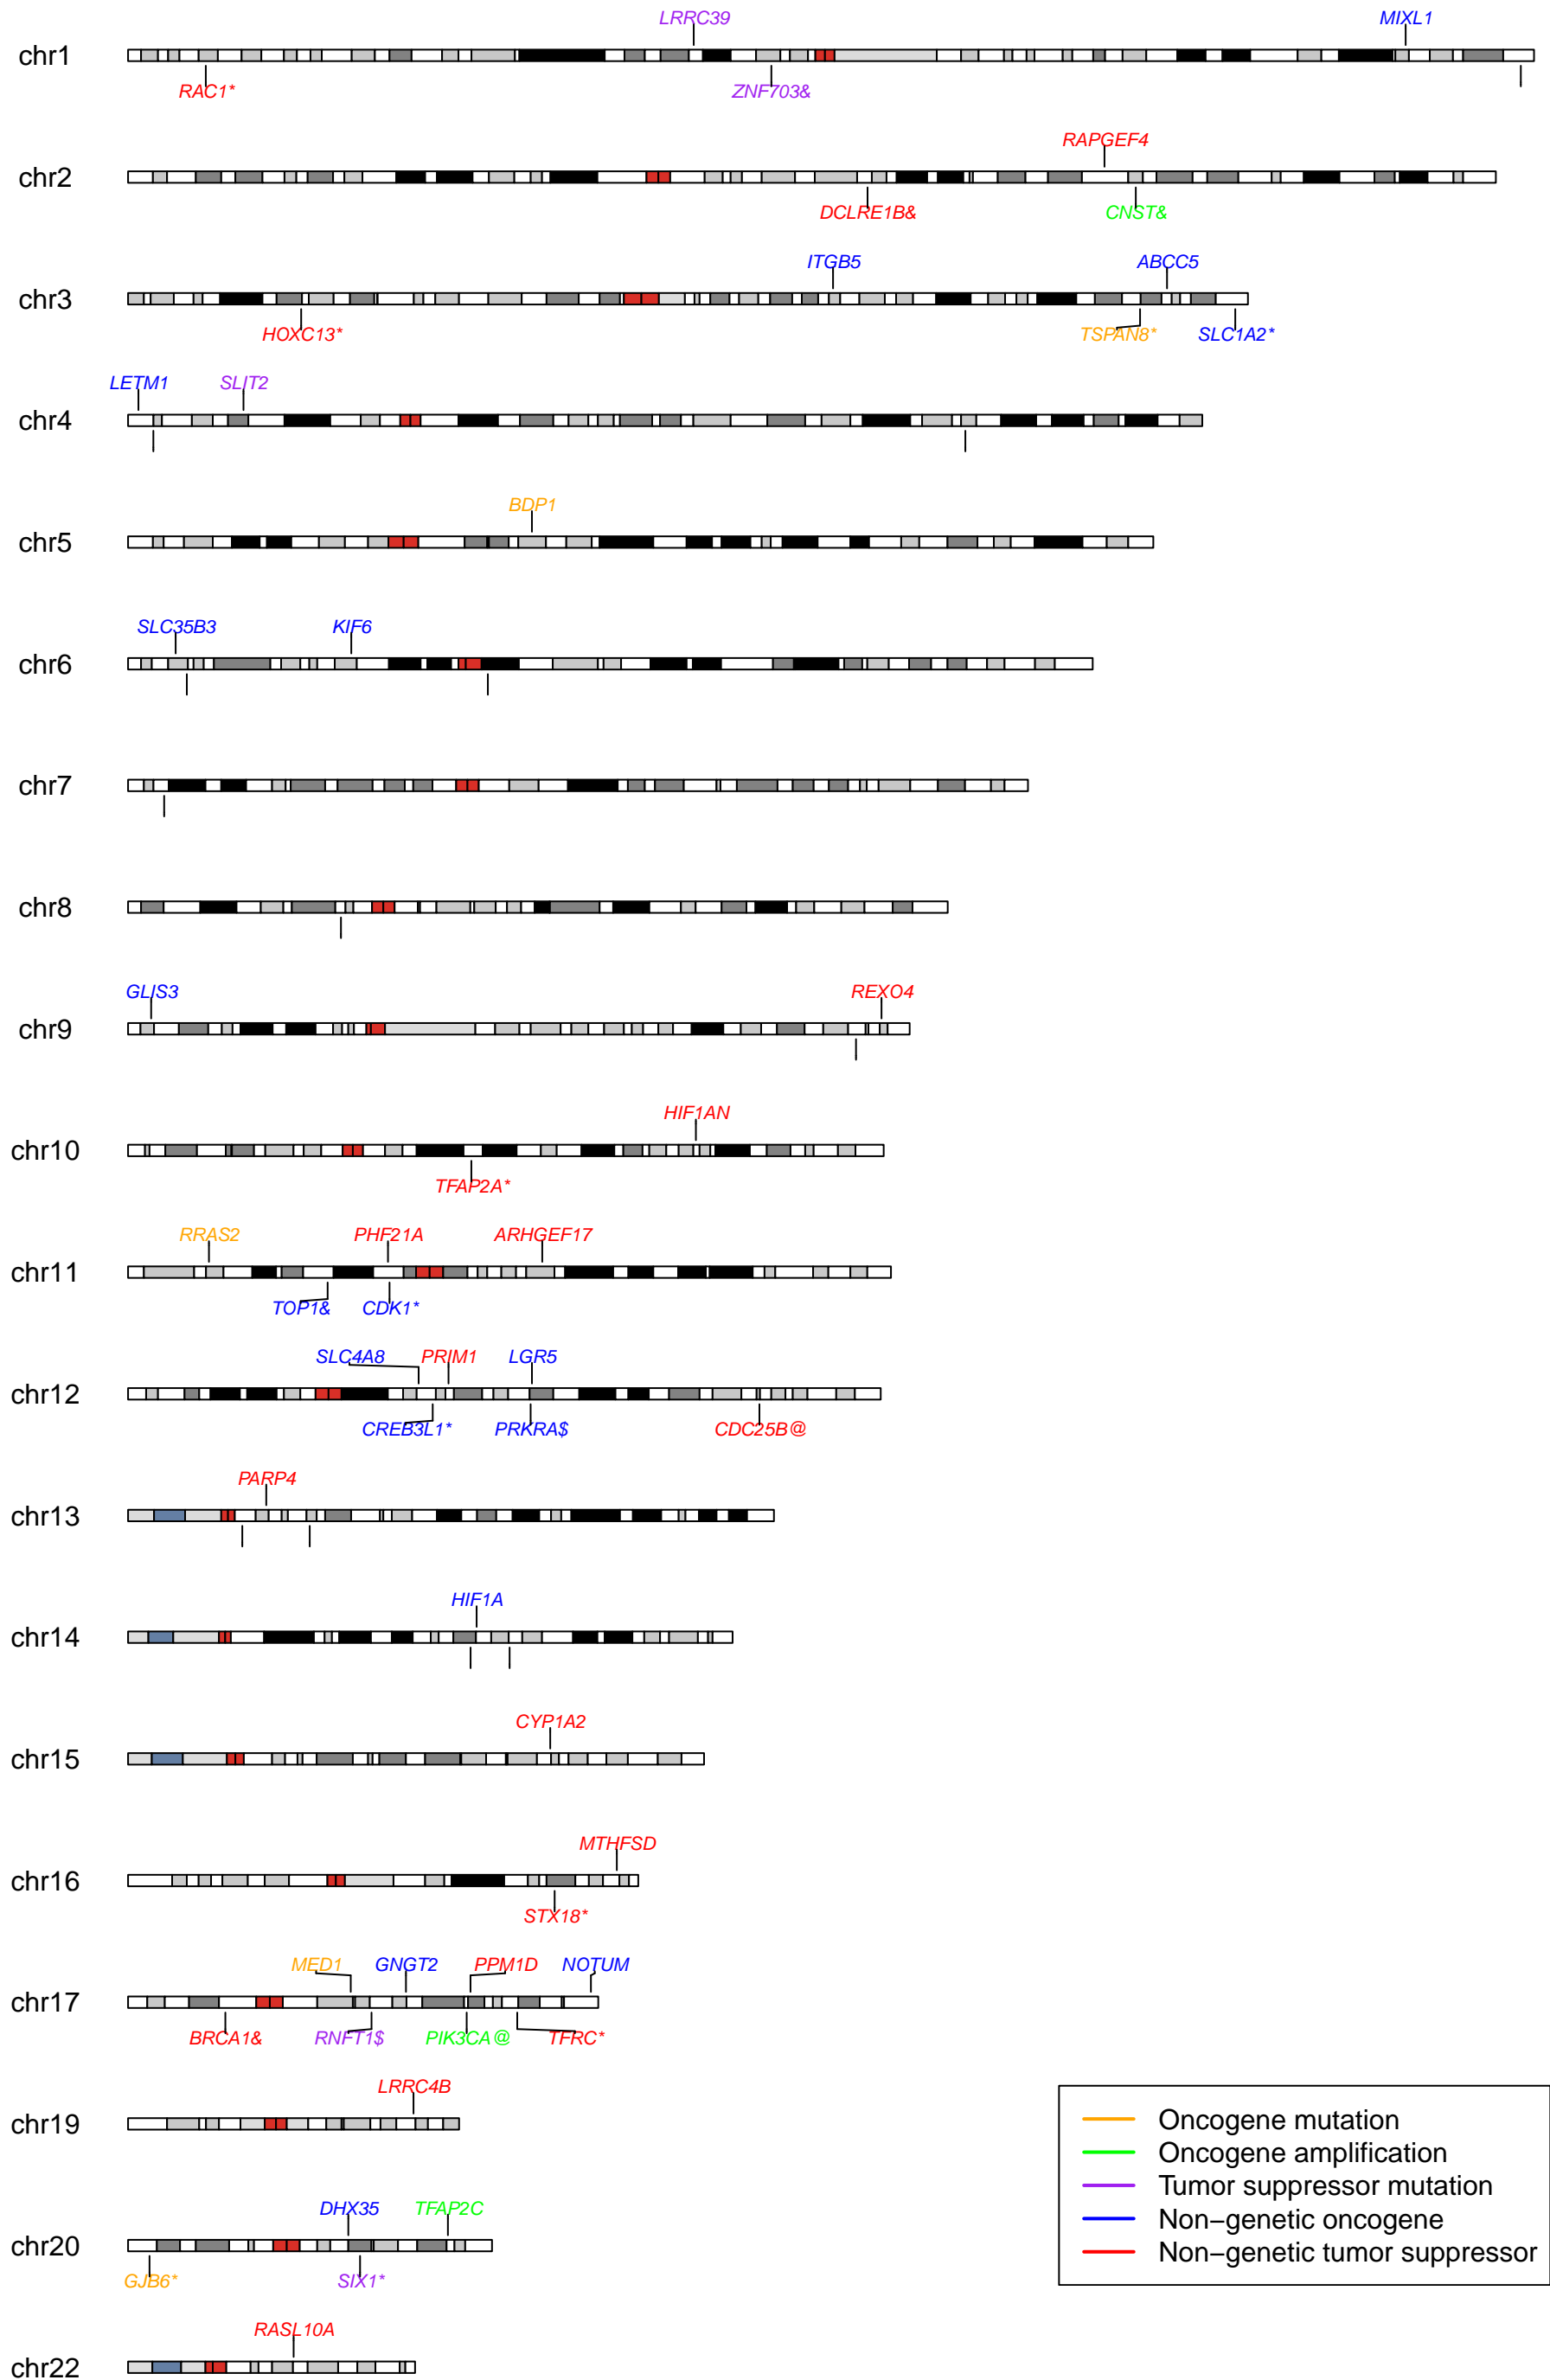 LRRC39 MIXL1
chr1
RAC1* ZNF703&
RAPGEF4
chr2
DCLRE1B& CNST&
ITGB5 ABCC5
chr3
HOXC13* TSPAN8* SLC1A2*
LETM1 SLIT2
chr4
BDP1
chr5
SLC35B3 KIF6
chr6
chr7
chr8
GLIS3 REXO4
chr9
HIF1AN
chr10
TFAP2A*
RRAS2 PHF21A ARHGEF17
chr11
TOP1& CDK1*
SLC4A8 PRIM1 LGR5
chr12
CREB3L1* PRKRA$ CDC25B@
PARP4
chr13
HIF1A
chr14
CYP1A2
chr15
MTHFSD
chr16
STX18*
MED1 GNGT2 PPM1D NOTUM
chr17
BRCA1& RNFT1$ PIK3CA@ TFRC*
LRRC4B
chr19
DHX35 TFAP2C
chr20
GJB6* SIX1*
RASL10A
chr22
Oncogene mutation
Oncogene amplification
Tumor suppressor mutation
Non−genetic oncogene
Non−genetic tumor suppressor